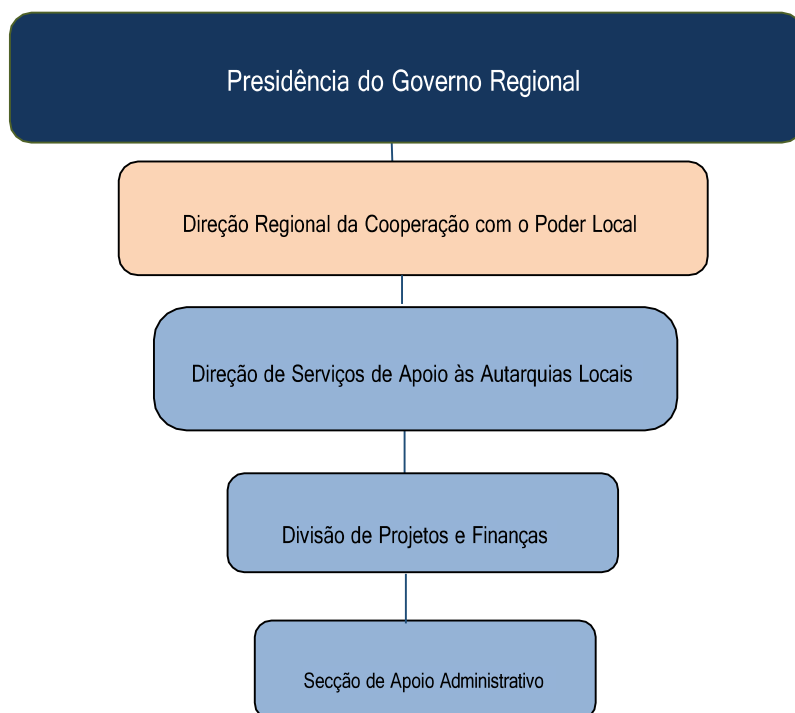 Presidência do Governo Regional
Direção Regional da Cooperação com o Poder Local
Direção de Serviços de Apoio às Autarquias Locais
Divisão de Projetos e Finanças
Secção de Apoio Administrativo